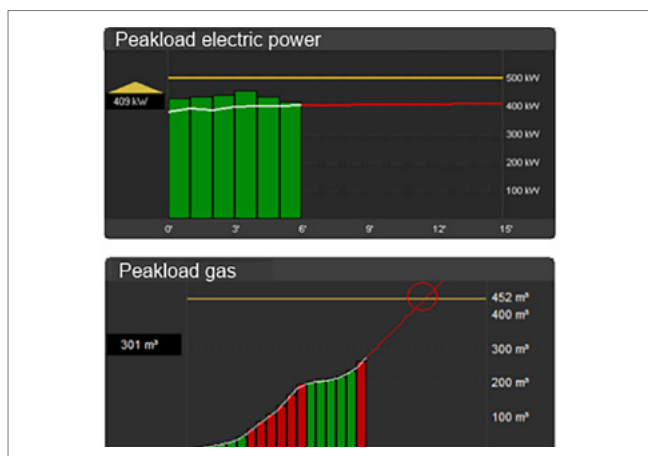 Peakload electric power
500 kW
409 kW
400 kW
300 kW
200 kW
100 kW
0' 3' 6' 9' 12' 15'
Peakload gas
452 m³
400 m³
301 m³
300 m³
200 m³
100 m³